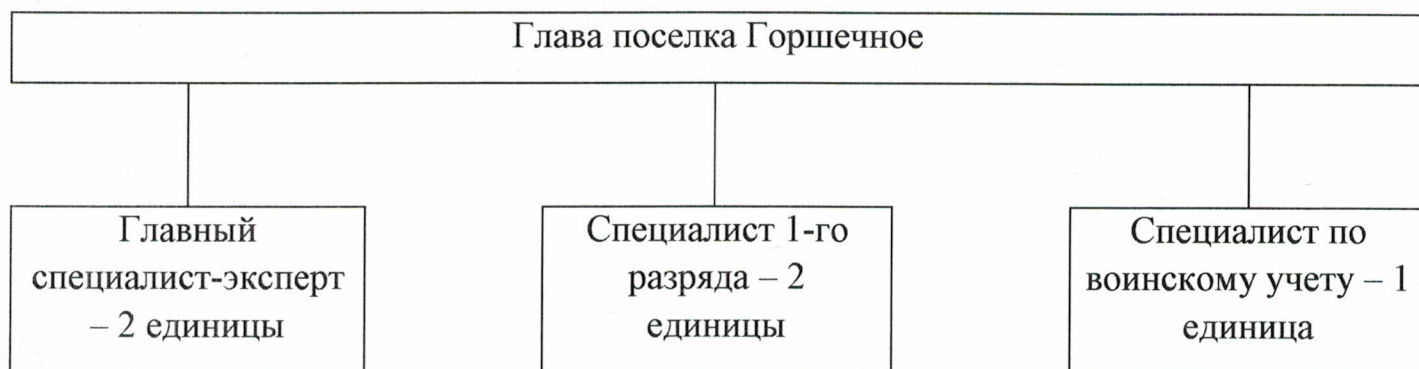 Глава поселка Горшечное
Главный
специалист-эксперт
– 2 единицы
Специалист 1-го
разряда – 2
единицы
Специалист по
воинскому учету – 1
единица